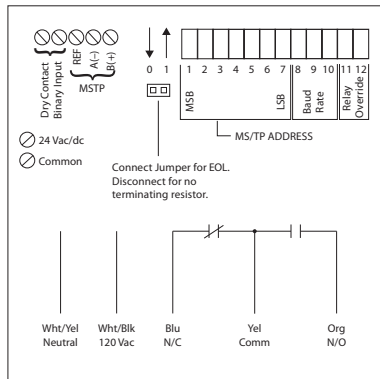 REF
A(–)
B(+)
MSTP
Dry Contact
Binary Input
24 Vac/dc
Common
0 1
1 2 3 4 5 6 7 8 9 10 11 12
MSB
LSB
Baud
Rate
Relay
Override
MS/TP ADDRESS
Connect Jumper for EOL.
Disconnect for no
terminating resistor.
Wht/Yel
Neutral
Wht/Blk
120 Vac
Blu
N/C
Yel
Comm
Org
N/O